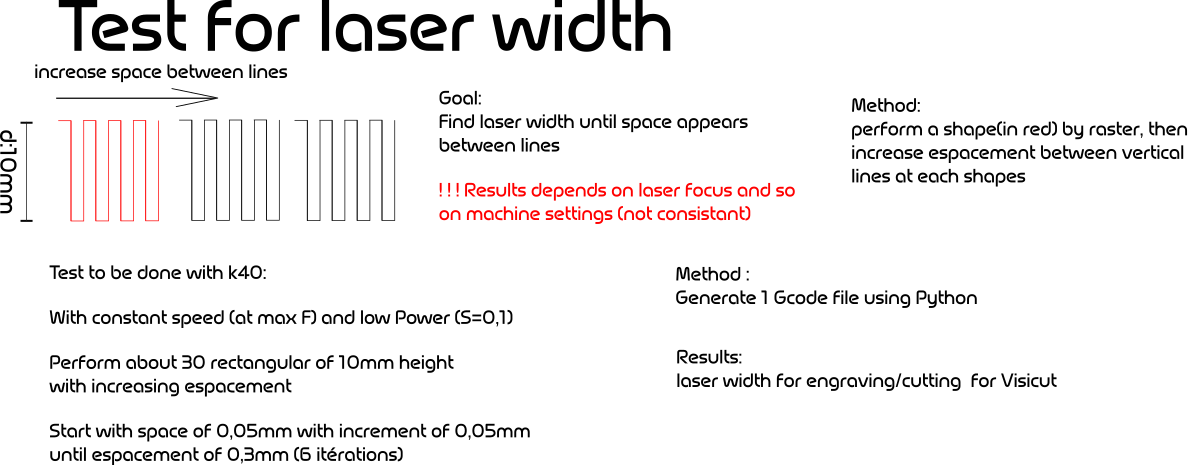 Test for laser width
increase space between lines
d:10mm
Goal:
Find laser width until space appears
between lines
!!! Results depends on laser focus and so
on machine settings (not consistant)
Method:
perform a shape(in red) by raster, then
increase espacement between vertical
lines at each shapes
Test to be done with k40:
With constant speed (at max F) and low Power (S=0,1)
Perform about 30 rectangular of 10mm height
with increasing espacement
Start with space of 0,05mm with increment of 0,05mm
until espacement of 0,3mm (6 itérations)
Method :
Generate 1 Gcode file using Python
Results:
laser width for engraving/cutting  for Visicut